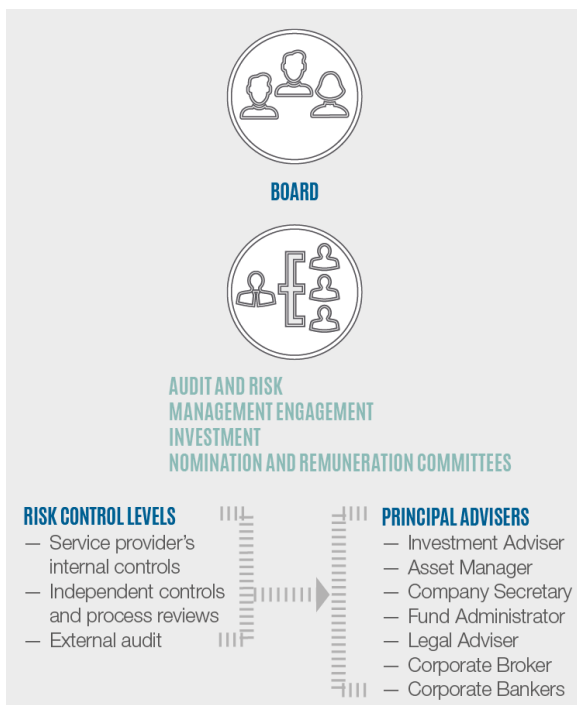 BOARD
AUDIT AND RISK
MANAGEMENT ENGAGEMENT
INVESTMENT
NOMINATION AND REMUNERATION COMMITTEES
RISK CONTROL LEVELS
— Service provider's
internal controls
— Independent controls
and process reviews
— External audit
PRINCIPAL ADVISERS
— Investment Adviser
— Asset Manager
— Company Secretary
— Fund Administrator
— Legal Adviser
— Corporate Broker
— Corporate Bankers